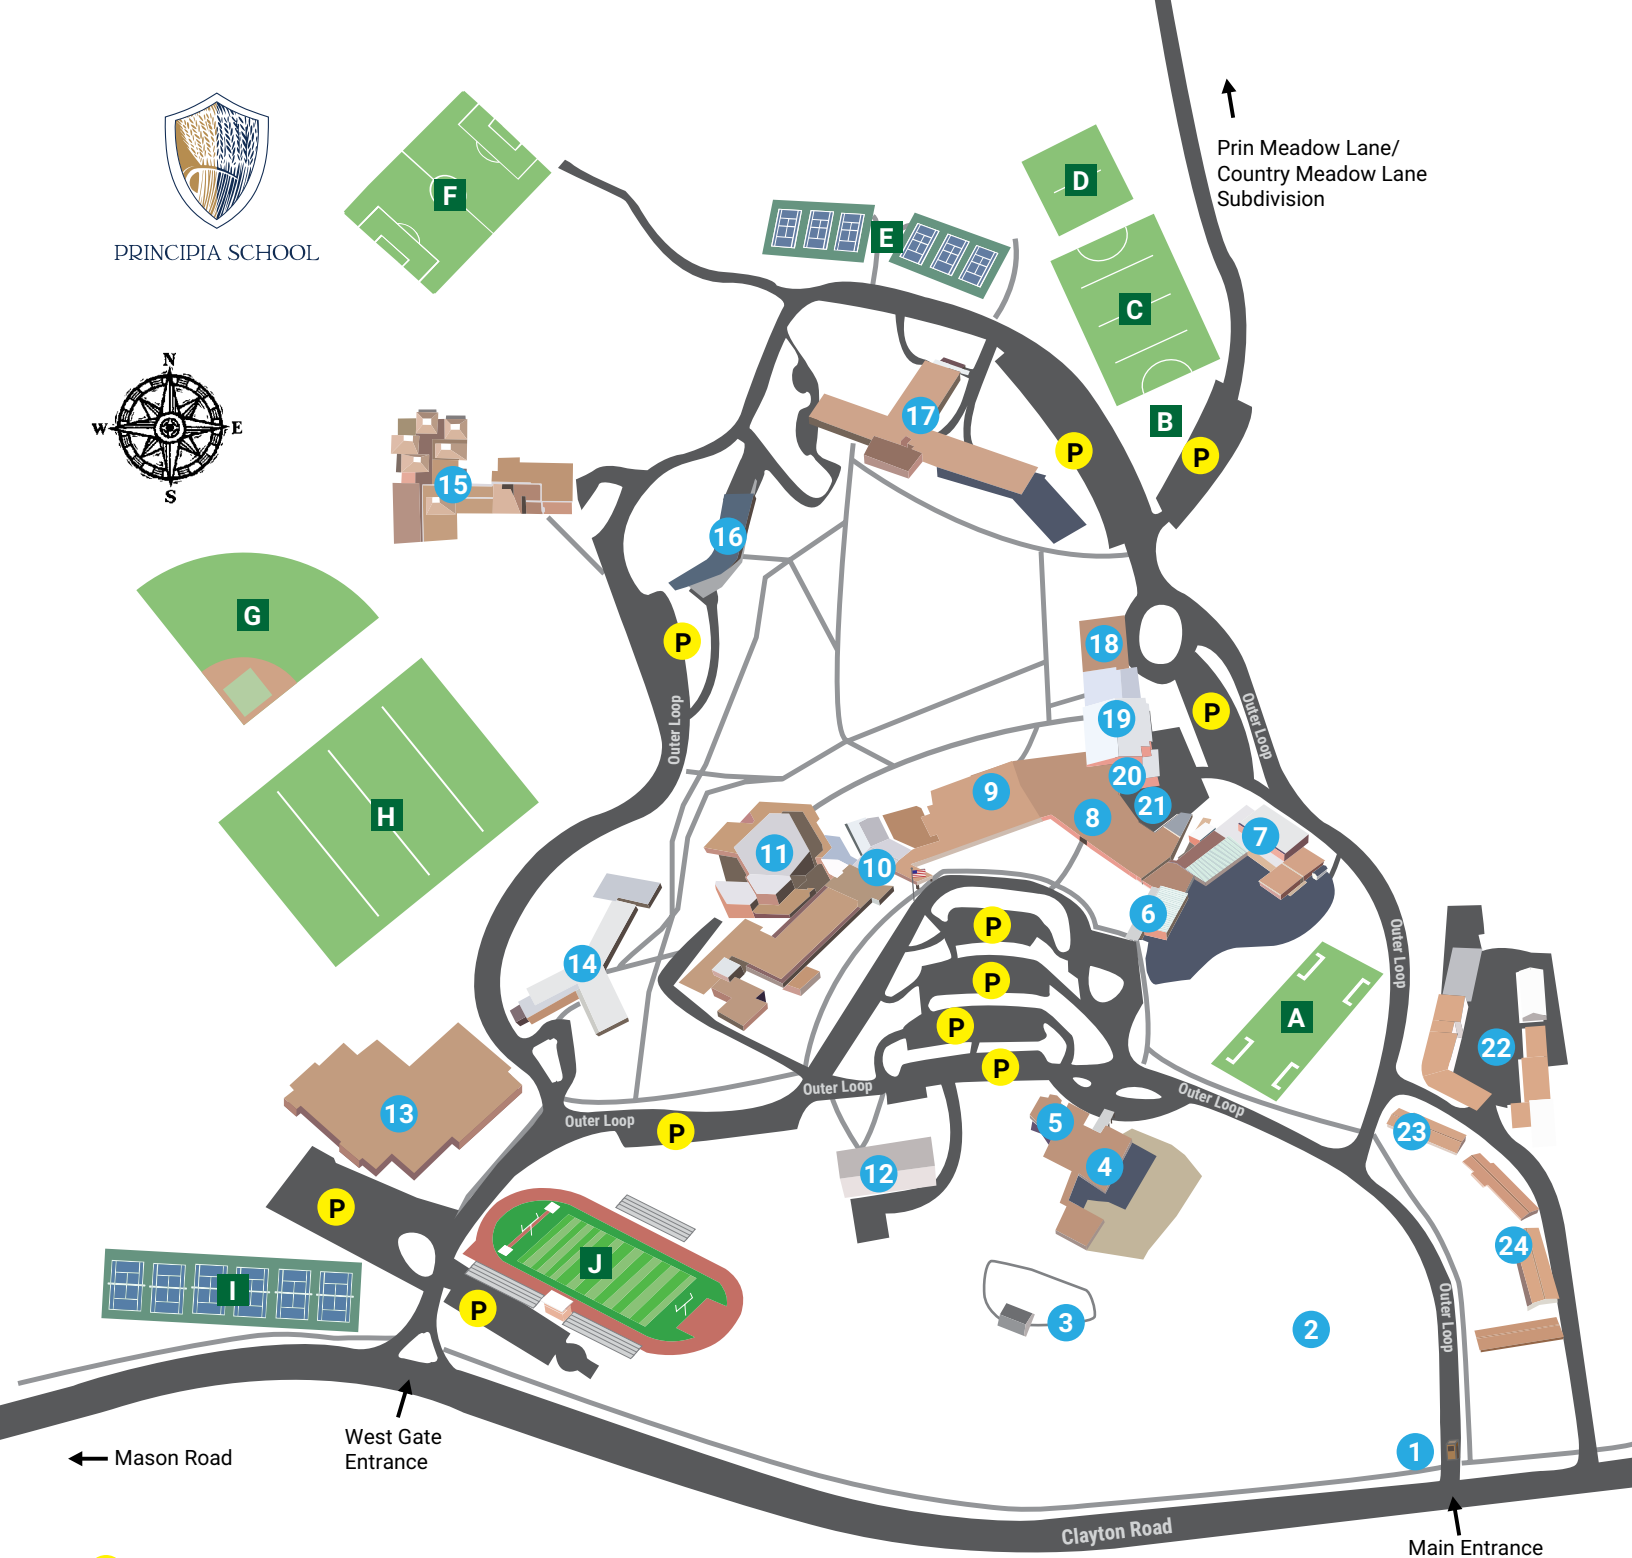 Prin Meadow Lane/
Country Meadow Lane
Subdivision
PRINCIPIA SCHOOL
F
D
E
C
B
P
P
N
W
E
S
17
15
16
G
P
18
19
P
Outer Loop
Outer Loop
H
20
21
9
8
7
11
10
6
P
14
P
Outer Loop
A
P
22
P
Outer Loop
Outer Loop
Outer Loop
13
P
5
23
4
12
P
24
J
I
P
3
2
Outer Loop
1
West Gate
Entrance
Mason Road
Clayton Road
Main Entrance